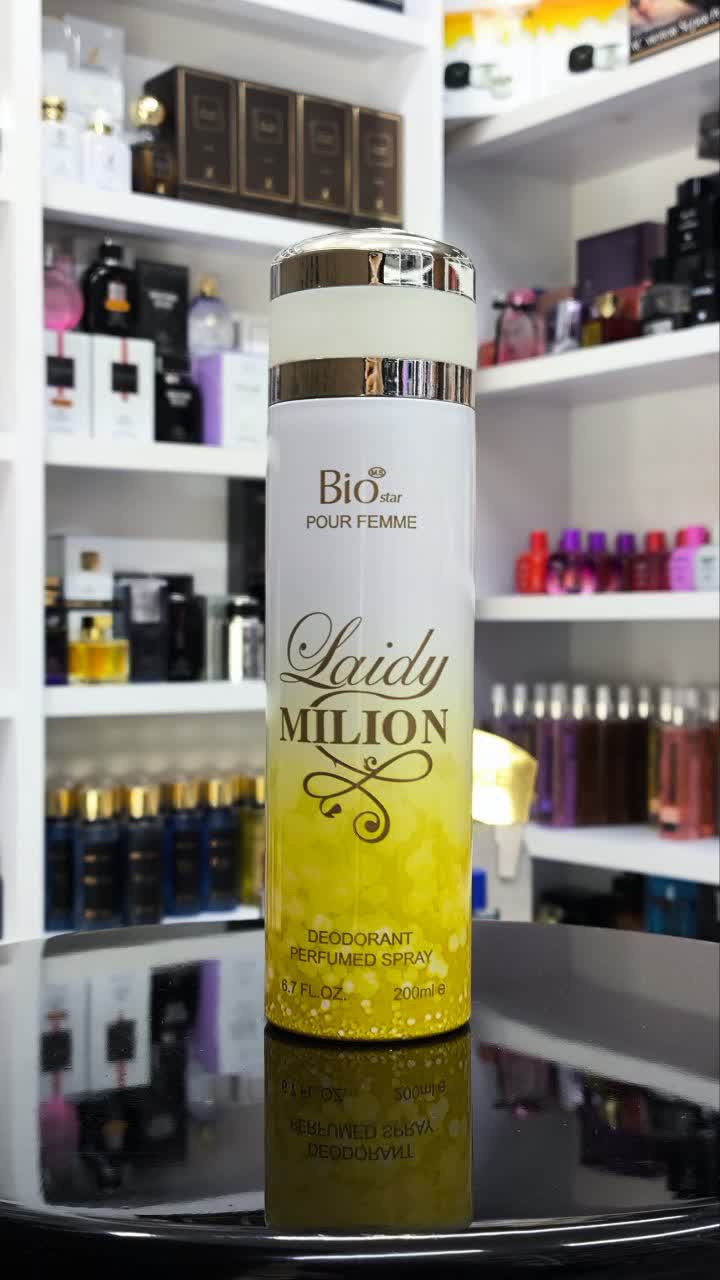 Bio M.S star
POUR FEMME
Laidy
MILION
DEODORANT
PERFUMED SPRAY
6.7 FL.OZ. 200ml e